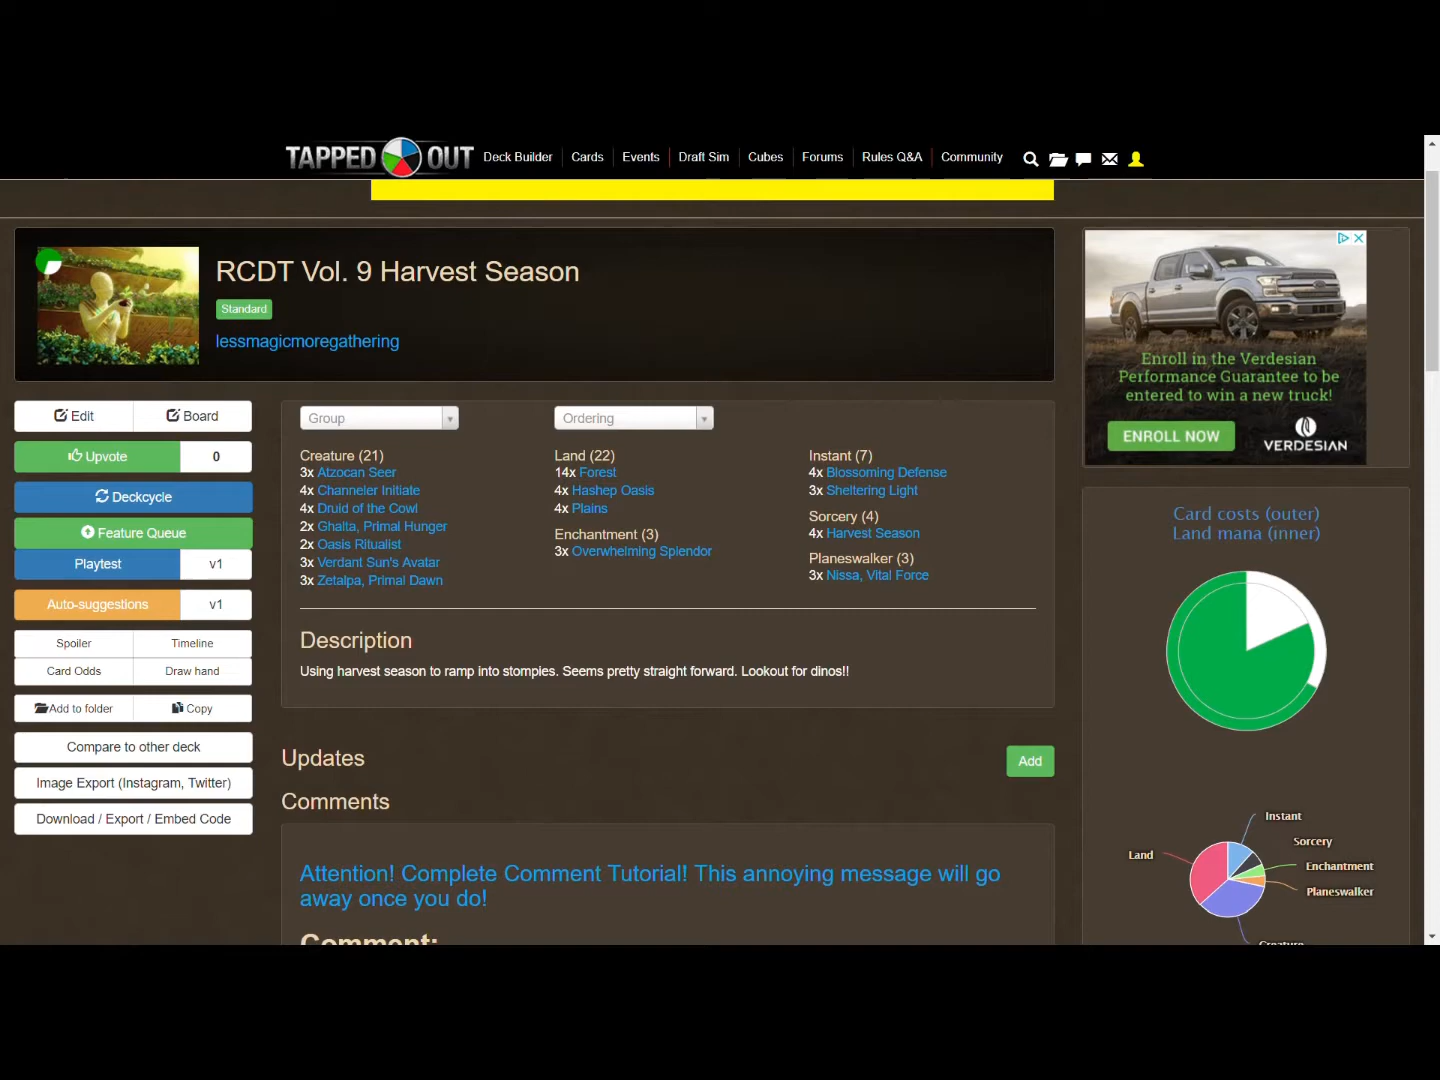 TAPPED OUT Deck Builder Cards Events Draft Sim Cubes Forums Rules Q&A Community
RCDT Vol. 9 Harvest Season
Standard
lessmagicmoregathering
Edit Board
Upvote 0
Deckcycle
Feature Queue
Playtest v1
Auto-suggestions v1
Spoiler Timeline
Card Odds Draw hand
Add to folder Copy
Compare to other deck
Image Export (Instagram, Twitter)
Download / Export / Embed Code
Group Ordering
Creature (21)
3x Atzocan Seer
4x Channeler Initiate
4x Druid of the Cowl
2x Ghalta, Primal Hunger
2x Oasis Ritualist
3x Verdant Sun's Avatar
3x Zetalpa, Primal Dawn
Land (22)
14x Forest
4x Hashep Oasis
4x Plains
Enchantment (3)
3x Overwhelming Splendor
Instant (7)
4x Blossoming Defense
3x Sheltering Light
Sorcery (4)
4x Harvest Season
Planeswalker (3)
3x Nissa, Vital Force
Description
Using harvest season to ramp into stompies. Seems pretty straight forward. Lookout for dinos!!
Updates
Add
Comments
Attention! Complete Comment Tutorial! This annoying message will go
away once you do!
Comment:
Enroll in the Verdesian
Performance Guarantee to be
entered to win a new truck!
ENROLL NOW
VERDESIAN
Card costs (outer)
Land mana (inner)
Instant
Sorcery
Land
Enchantment
Planeswalker
Creature